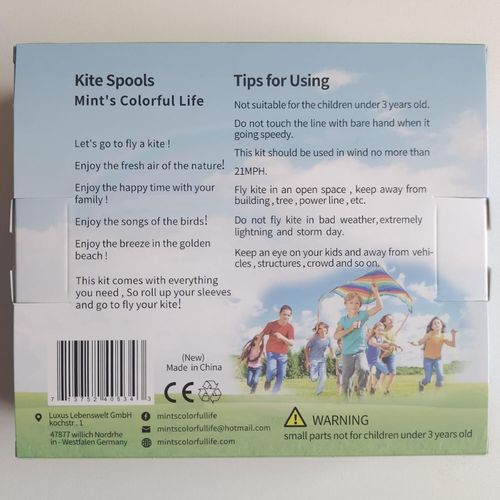 Kite Spools
Mint's Colorful Life
Let's go to fly a kite !
Enjoy the fresh air of the nature!
Enjoy the happy time with your
family !
Enjoy the songs of the birds!
Enjoy the breeze in the golden
beach !
This kit comes with everything
you need , So roll up your sleeves
and go to fly your kite!
Tips for Using
Not suitable for the children under 3 years old.
Do not touch the line with bare hand when it
going speedy.
This kit should be used in wind no more than
21MPH.
Fly kite in an open space , keep away from
building , tree , power line , etc.
Do not fly kite in bad weather,extremely
lightning and storm day.
Keep an eye on your kids and away from vehi-
cles , structures , crowd and so on.
(New)
Made in China
CE
7 13752 40534 3
Luxus Lebenswelt GmbH
kochstr . 1
47877 willich Nordrhe
in - Westfalen Germany
mintscolorfullife
mintscolorfullife@hotmail.com
mintscolorfullife.com
WARNING
small parts not for children under 3 years old